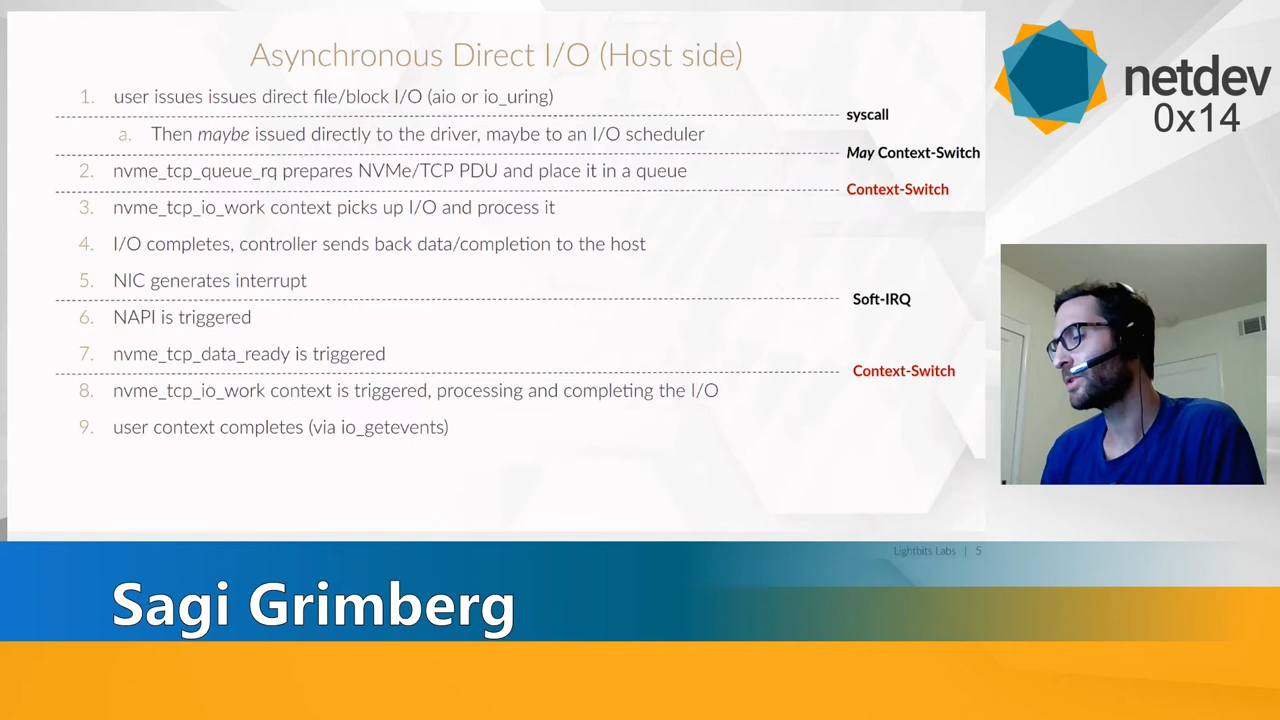 Asynchronous Direct I/O (Host side)
1. user issues issues direct file/block I/O (aio or io_uring)
syscall
a. Then maybe issued directly to the driver, maybe to an I/O scheduler
May Context-Switch
2. nvme_tcp_queue_rq prepares NVMe/TCP PDU and place it in a queue
Context-Switch
3. nvme_tcp_io_work context picks up I/O and process it
4. I/O completes, controller sends back data/completion to the host
5. NIC generates interrupt
Soft-IRQ
6. NAPI is triggered
7. nvme_tcp_data_ready is triggered
Context-Switch
8. nvme_tcp_io_work context is triggered, processing and completing the I/O
9. user context completes (via io_getevents)
Lightbits Labs | 5
netdev
0x14
Sagi Grimberg